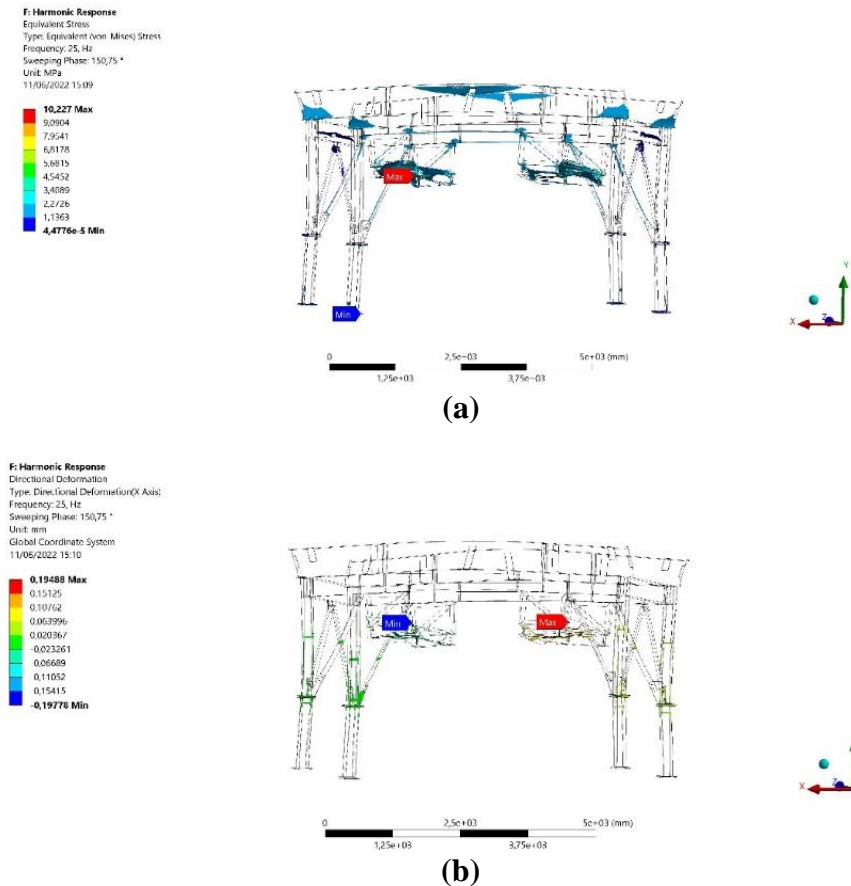 F: Harmonic Response
Equivalent Stress
Type: Equivalent (von Mises) Stress
Frequency: 25, Hz
Sweeping Phase: 150,75 °
Unit: MPa
11/06/2022 15:09
10,227 Max
9,0904
7,9541
6,8178
5,6815
4,5452
3,4089
2,2726
1,1363
4,4776e-5 Min
Max
Min
Y
Z
X
0 2,5e+03 5e+03 (mm)
1,25e+03 3,75e+03
(a)
F: Harmonic Response
Directional Deformation
Type: Directional Deformation(X Axis)
Frequency: 25, Hz
Sweeping Phase: 150,75 °
Unit: mm
Global Coordinate System
11/06/2022 15:10
0,19488 Max
0,15125
0,10762
0,063996
0,020367
-0,023261
0,06689
0,11052
0,15415
-0,19778 Min
Min
Max
Z
X
0 2,5e+03 5e+03 (mm)
1,25e+03 3,75e+03
(b)